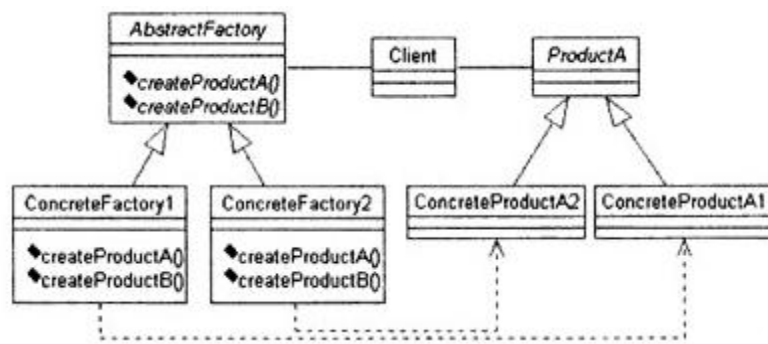 AbstractFactory
createProductA()
createProductB()
Client
ProductA
ConcreteFactory1
createProductA()
createProductB()
ConcreteFactory2
createProductA()
createProductB()
ConcreteProductA2
ConcreteProductA1